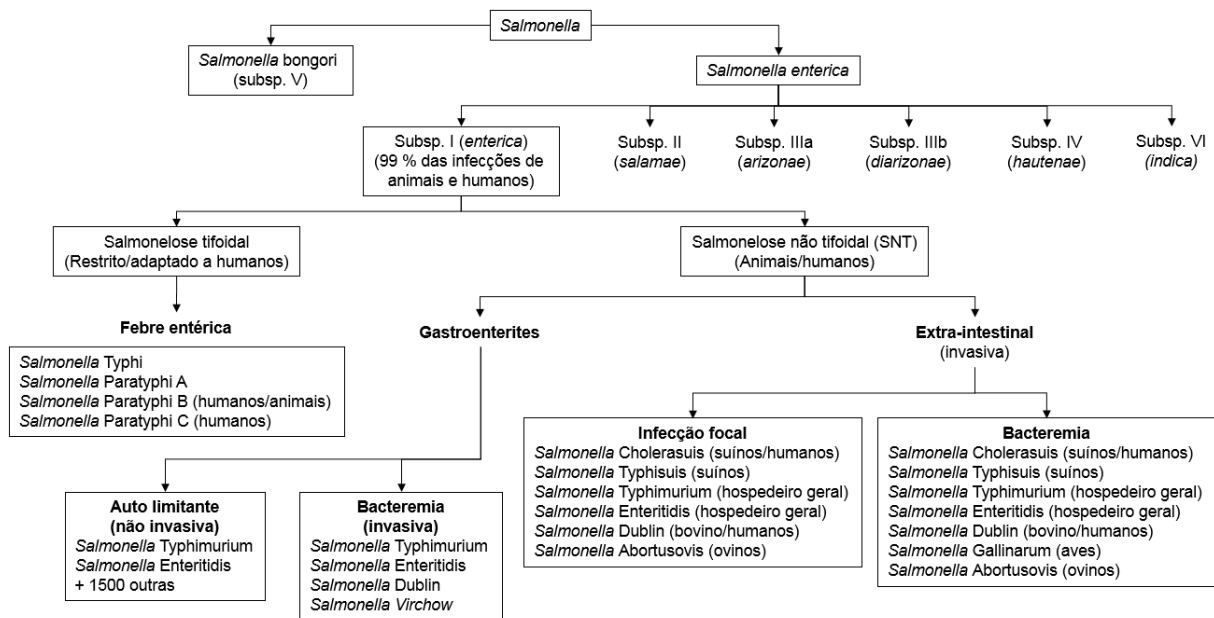 Salmonella
Salmonella bongori
(subsp. V)
Salmonella enterica
Subsp. I (enterica)
(99 % das infecções de
animais e humanos)
Subsp. II
(salamae)
Subsp. IIIa
(arizonae)
Subsp. IIIb
(diarizonae)
Subsp. IV
(hautenae)
Subsp. VI
(indica)
Salmonelose tifoidal
(Restrito/adaptado a humanos)
Salmonelose não tifoidal (SNT)
(Animais/humanos)
Febre entérica
Salmonella Typhi
Salmonella Paratyphi A
Salmonella Paratyphi B (humanos/animais)
Salmonella Paratyphi C (humanos)
Gastroenterites
Extra-intestinal
(invasiva)
Auto limitante
(não invasiva)
Salmonella Typhimurium
Salmonella Enteritidis
+ 1500 outras
Bacteremia
(invasiva)
Salmonella Typhimurium
Salmonella Enteritidis
Salmonella Dublin
Salmonella Virchow
Infecção focal
Salmonella Cholerasuis (suínos/humanos)
Salmonella Typhisuis (suínos)
Salmonella Typhimurium (hospedeiro geral)
Salmonella Enteritidis (hospedeiro geral)
Salmonella Dublin (bovino/humanos)
Salmonella Abortusovis (ovinos)
Bacteremia
Salmonella Cholerasuis (suínos/humanos)
Salmonella Typhisuis (suínos)
Salmonella Typhimurium (hospedeiro geral)
Salmonella Enteritidis (hospedeiro geral)
Salmonella Dublin (bovino/humanos)
Salmonella Gallinarum (aves)
Salmonella Abortusovis (ovinos)